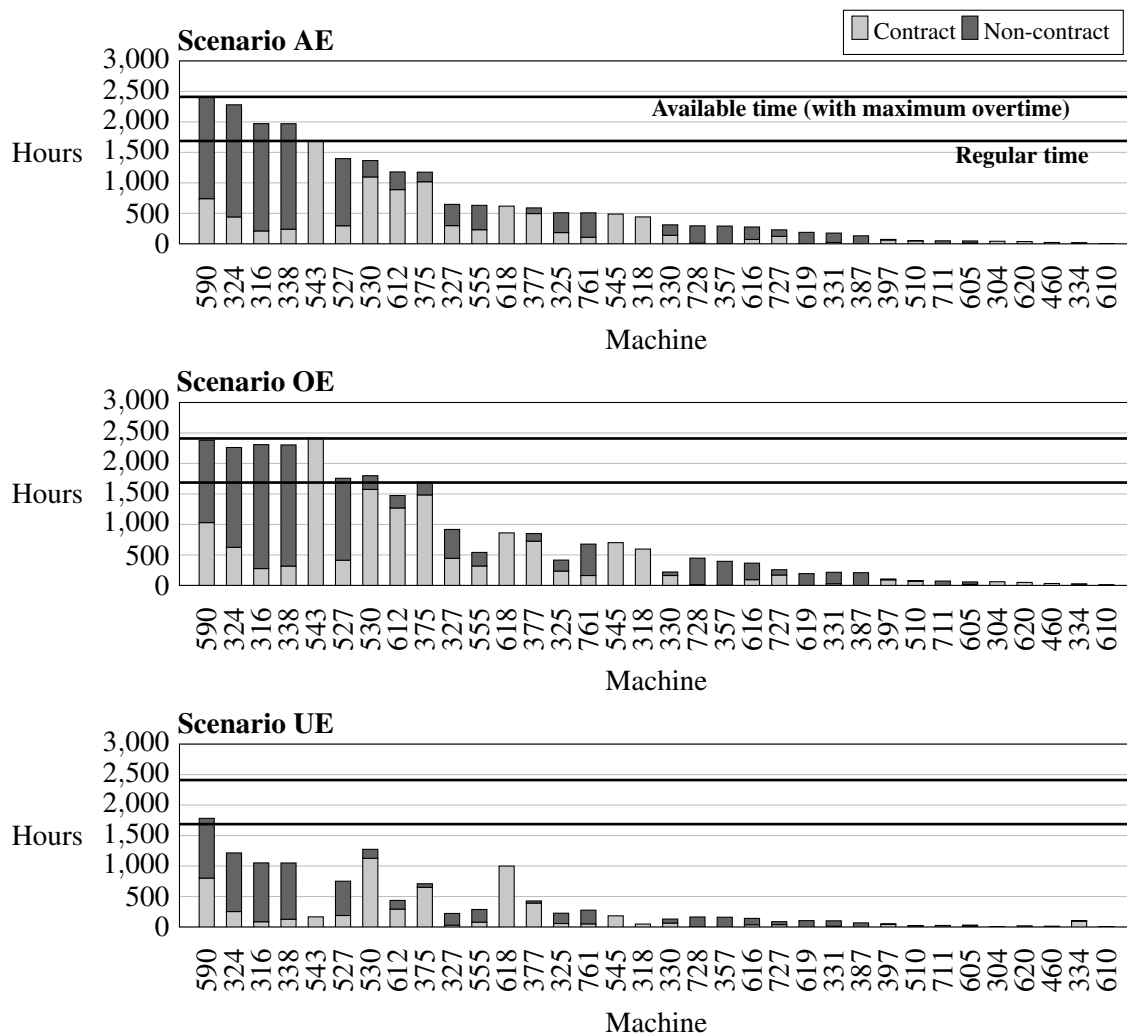 Contract Non-contract
Scenario AE
3,000
2,500
2,000
1,500
1,000
500
0
Hours
Available time (with maximum overtime)
Regular time
590 324 316 338 543 527 530 612 375 327 555 618 377 325 761 545 318 330 728 357 616 727 619 331 387 397 510 711 605 304 620 460 334 610
Machine
Scenario OE
3,000
2,500
2,000
1,500
1,000
500
0
Hours
590 324 316 338 543 527 530 612 375 327 555 618 377 325 761 545 318 330 728 357 616 727 619 331 387 397 510 711 605 304 620 460 334 610
Machine
Scenario UE
3,000
2,500
2,000
1,500
1,000
500
0
Hours
590 324 316 338 543 527 530 612 375 327 555 618 377 325 761 545 318 330 728 357 616 727 619 331 387 397 510 711 605 304 620 460 334 610
Machine